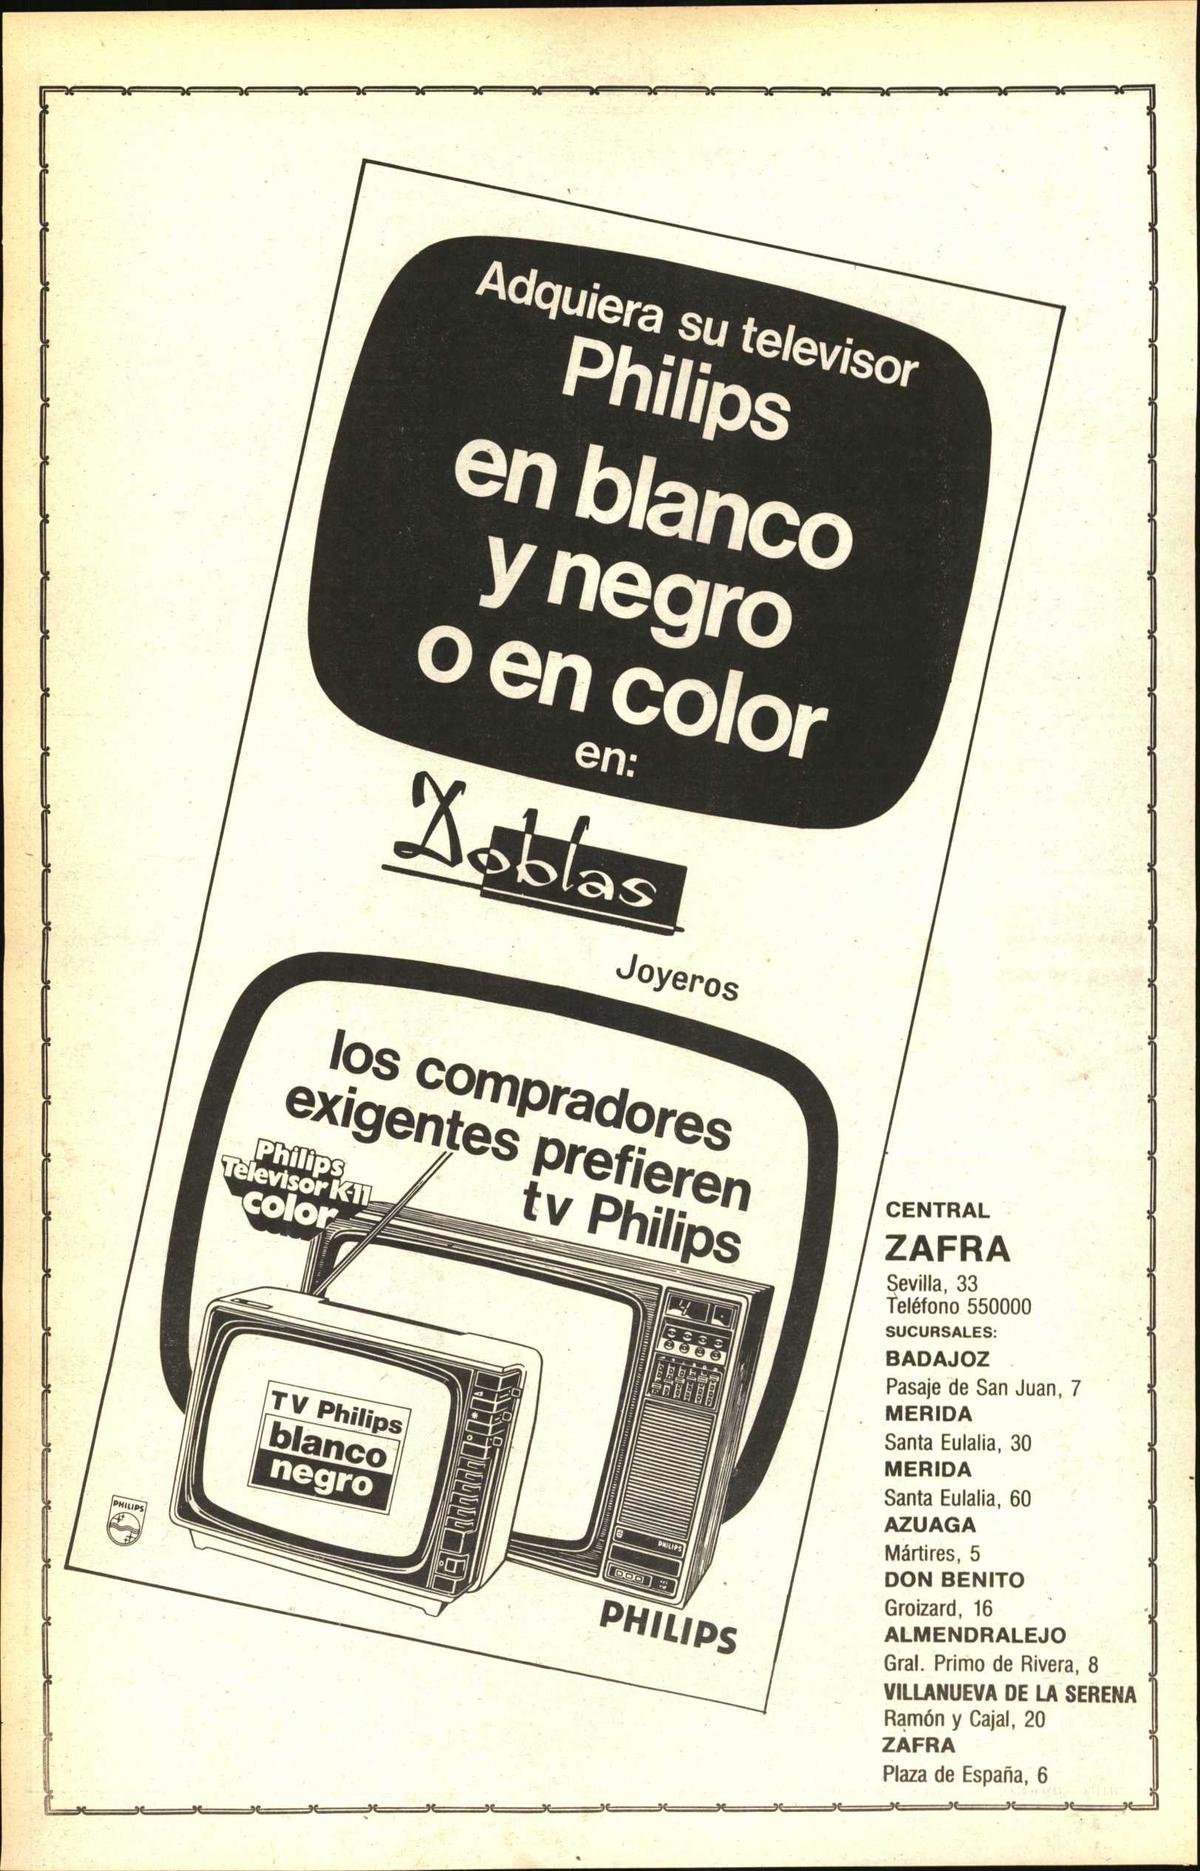 Adquiera su televisor
Philips
en blanco
y negro
o en color
en:
Doblas
Joyeros
los compradores
exigentes prefieren
tv Philips
Philips
Televisor K-11
color
TV Philips
blanco
negro
PHILIPS
PHILIPS
PHILIPS
CENTRAL
ZAFRA
Sevilla, 33
Teléfono 550000
SUCURSALES:
BADAJOZ
Pasaje de San Juan, 7
MERIDA
Santa Eulalia, 30
MERIDA
Santa Eulalia, 60
AZUAGA
Mártires, 5
DON BENITO
Groizard, 16
ALMENDRALEJO
Gral. Primo de Rivera, 8
VILLANUEVA DE LA SERENA
Ramón y Cajal, 20
ZAFRA
Plaza de España, 6